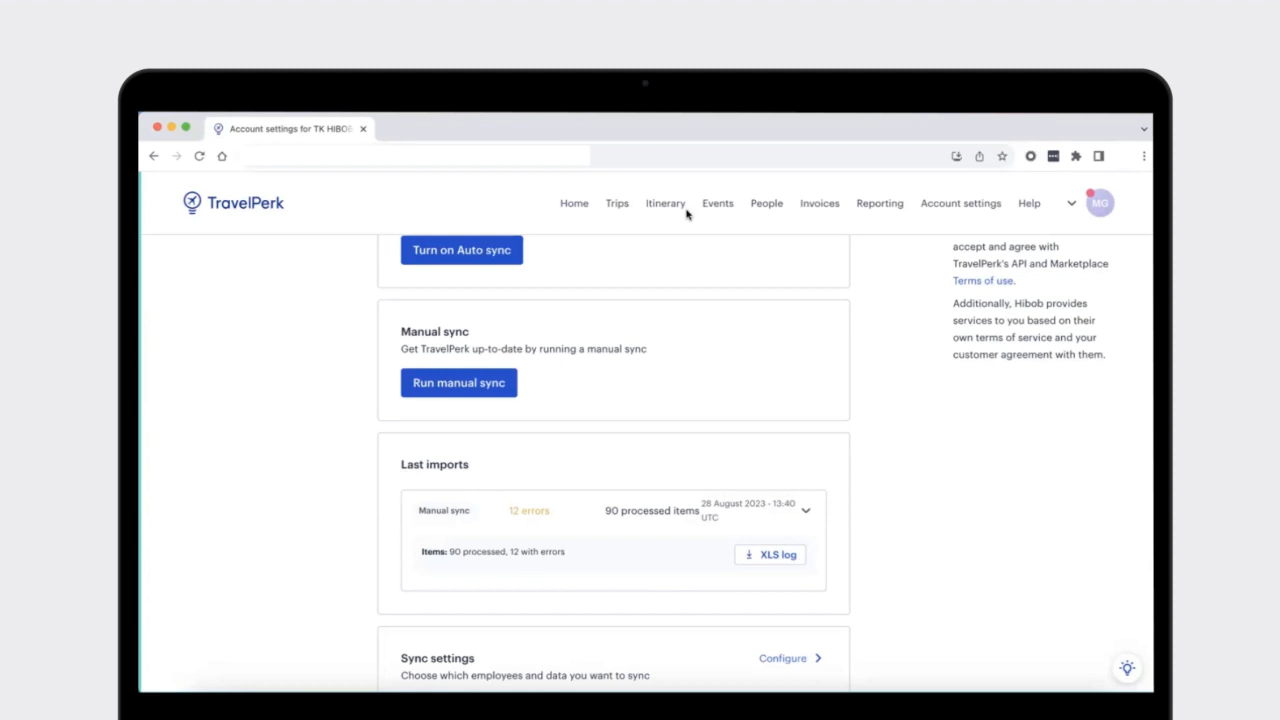 Account settings for TK HIBOB
TravelPerk
Home Trips Itinerary Events People Invoices Reporting Account settings Help MG
Turn on Auto sync
accept and agree with
TravelPerk's API and Marketplace
Terms of use.
Additionally, Hibob provides
services to you based on their
own terms of service and your
customer agreement with them.
Manual sync
Get TravelPerk up-to-date by running a manual sync
Run manual sync
Last imports
Manual sync 12 errors 90 processed items 28 August 2023 - 13:40
UTC
Items: 90 processed, 12 with errors XLS log
Sync settings Configure
Choose which employees and data you want to sync